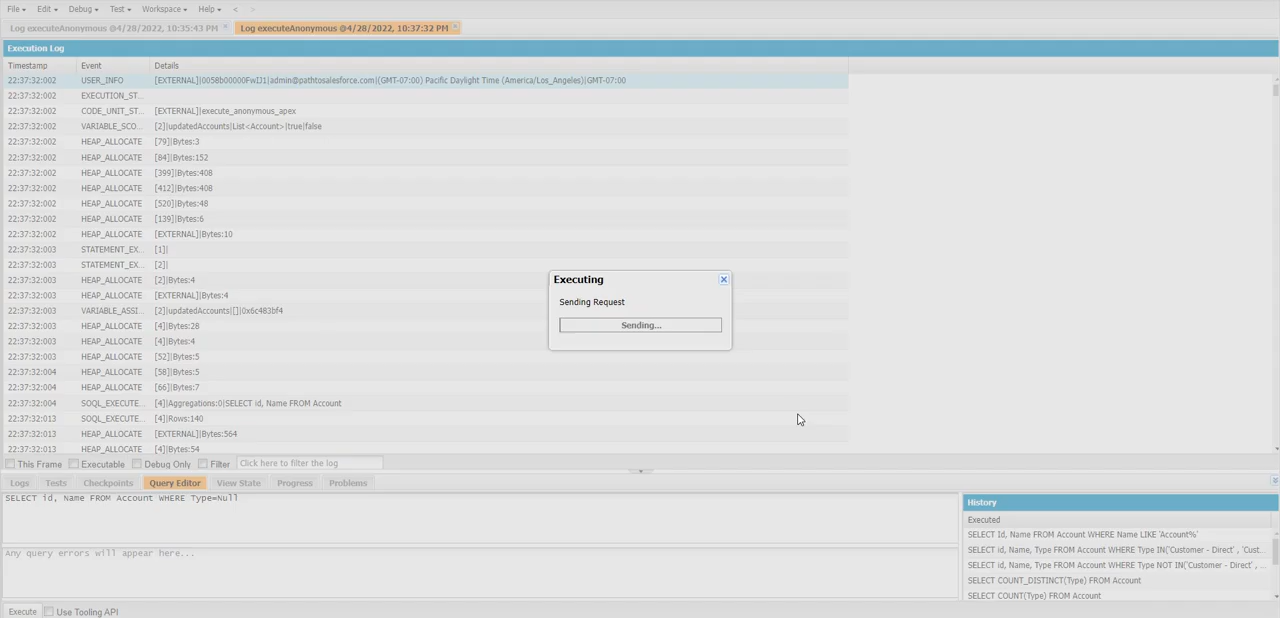 File Edit Debug Test Workspace Help < >
Log executeAnonymous @4/28/2022, 10:35:43 PM Log executeAnonymous @4/28/2022, 10:37:32 PM
Execution Log
Timestamp Event Details
22:37:32:002 USER_INFO [EXTERNAL]|0058b00000FwIJ1|admin@pathtosalesforce.com|(GMT-07:00) Pacific Daylight Time (America/Los_Angeles)|GMT-07:00
22:37:32:002 EXECUTION_ST...
22:37:32:002 CODE_UNIT_ST... [EXTERNAL]|execute_anonymous_apex
22:37:32:002 VARIABLE_SCO... [2]|updatedAccounts|List<Account>|true|false
22:37:32:002 HEAP_ALLOCATE [79]|Bytes:3
22:37:32:002 HEAP_ALLOCATE [84]|Bytes:152
22:37:32:002 HEAP_ALLOCATE [399]|Bytes:408
22:37:32:002 HEAP_ALLOCATE [412]|Bytes:408
22:37:32:002 HEAP_ALLOCATE [520]|Bytes:48
22:37:32:002 HEAP_ALLOCATE [139]|Bytes:6
22:37:32:002 HEAP_ALLOCATE [EXTERNAL]|Bytes:10
22:37:32:003 STATEMENT_EX... [1]|
22:37:32:003 STATEMENT_EX... [2]|
22:37:32:003 HEAP_ALLOCATE [2]|Bytes:4
22:37:32:003 HEAP_ALLOCATE [EXTERNAL]|Bytes:4
22:37:32:003 VARIABLE_ASSI... [2]|updatedAccounts|[]|0x6c483bf4
22:37:32:003 HEAP_ALLOCATE [4]|Bytes:28
22:37:32:003 HEAP_ALLOCATE [4]|Bytes:4
22:37:32:003 HEAP_ALLOCATE [52]|Bytes:5
22:37:32:004 HEAP_ALLOCATE [58]|Bytes:5
22:37:32:004 HEAP_ALLOCATE [66]|Bytes:7
22:37:32:004 SOQL_EXECUTE... [4]|Aggregations:0|SELECT id, Name FROM Account
22:37:32:013 SOQL_EXECUTE... [4]|Rows:140
22:37:32:013 HEAP_ALLOCATE [EXTERNAL]|Bytes:564
22:37:32:013 HEAP_ALLOCATE [4]|Bytes:54
Executing
Sending Request
Sending...
This Frame Executable Debug Only Filter Click here to filter the log
Logs Tests Checkpoints Query Editor View State Progress Problems
SELECT id, Name FROM Account WHERE Type=Null
Any query errors will appear here...
History
Executed
SELECT Id, Name FROM Account WHERE Name LIKE 'Account%'
SELECT id, Name, Type FROM Account WHERE Type IN('Customer - Direct' , 'Cust...
SELECT id, Name, Type FROM Account WHERE Type NOT IN('Customer - Direct' , ...
SELECT COUNT_DISTINCT(Type) FROM Account
SELECT COUNT(Type) FROM Account
Execute Use Tooling API